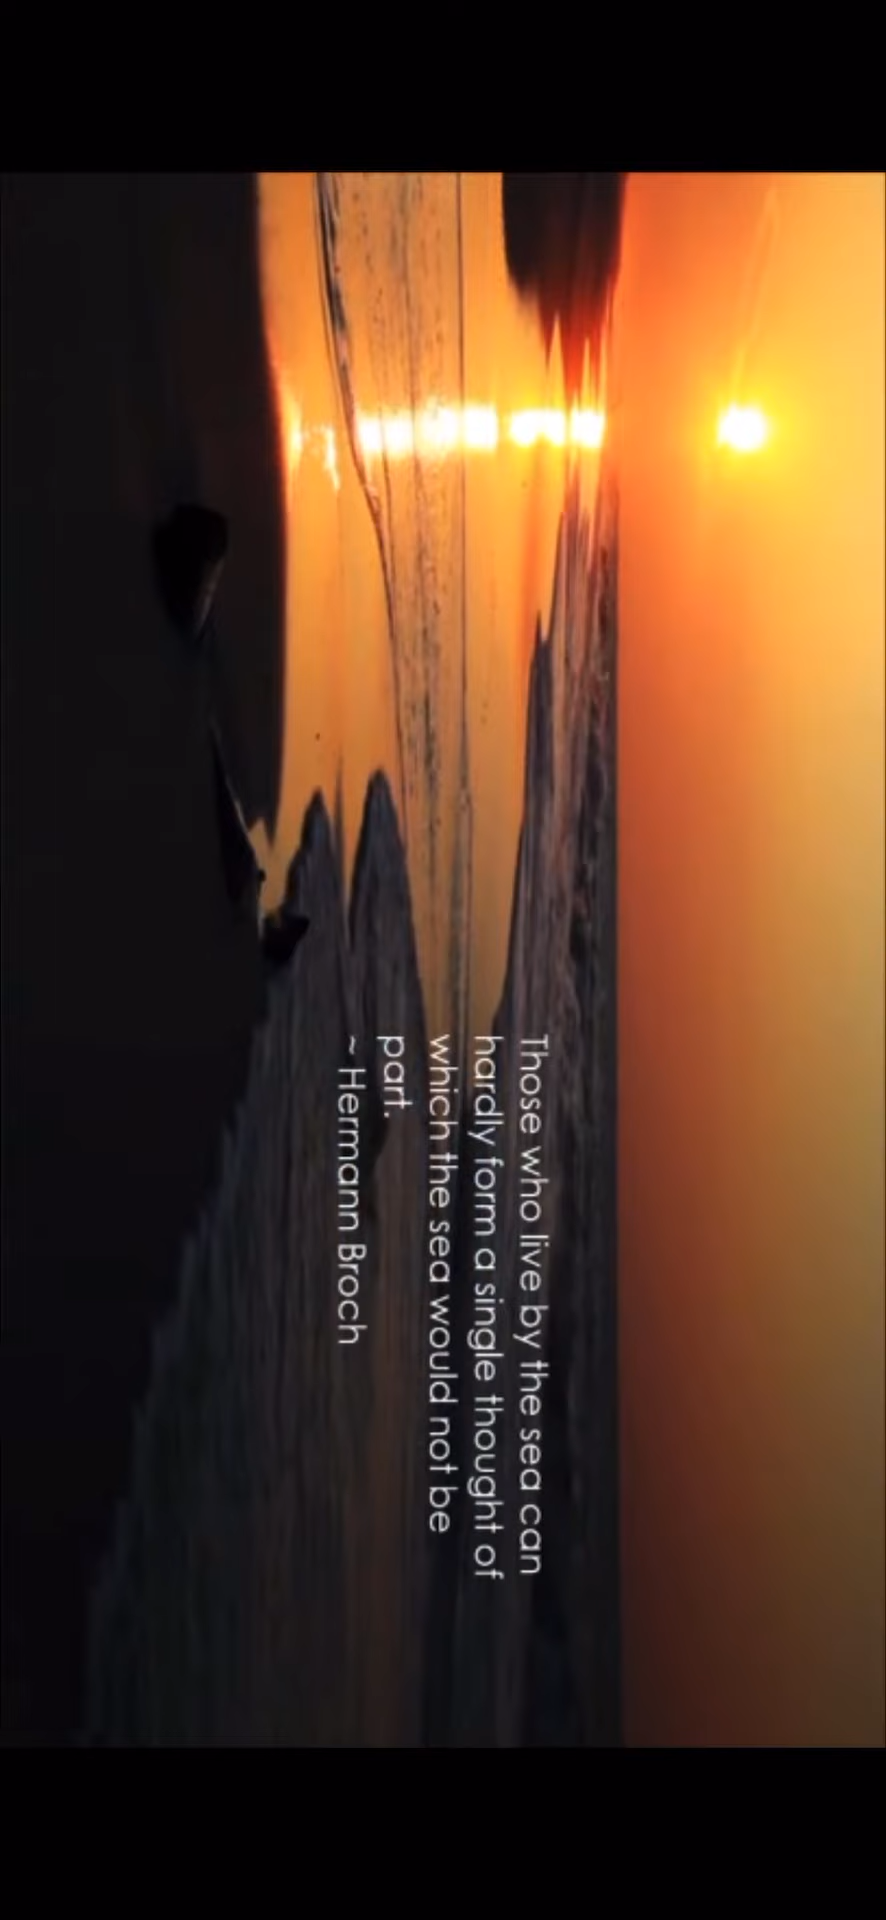 Those who live by the sea can
hardly form a single thought of
which the sea would not be
part.
~ Hermann Broch